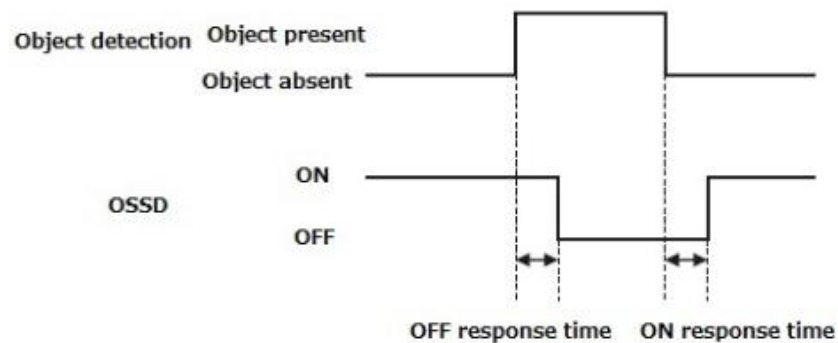 Object detection
Object present
Object absent
OSSD
ON
OFF
OFF response time
ON response time